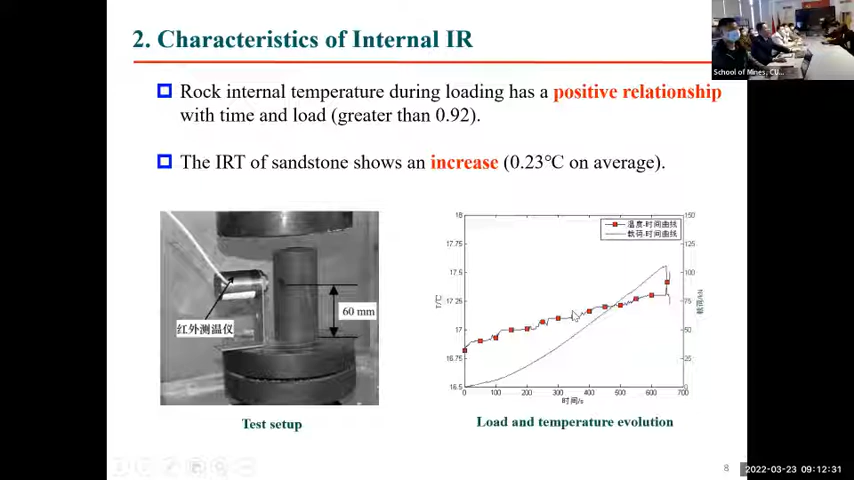 2. Characteristics of Internal IR
School of Mines, CU...
Rock internal temperature during loading has a positive relationship
with time and load (greater than 0.92).
The IRT of sandstone shows an increase (0.23℃ on average).
红外测温仪
60 mm
Test setup
温度-时间曲线
载荷-时间曲线
18
17.75
17.5
17.25
17
16.75
16.5
T/℃
150
125
100
75
50
25
0
载荷/kN
0 100 200 300 400 500 600 700
时间/s
Load and temperature evolution
8
2022-03-23 09:12:31